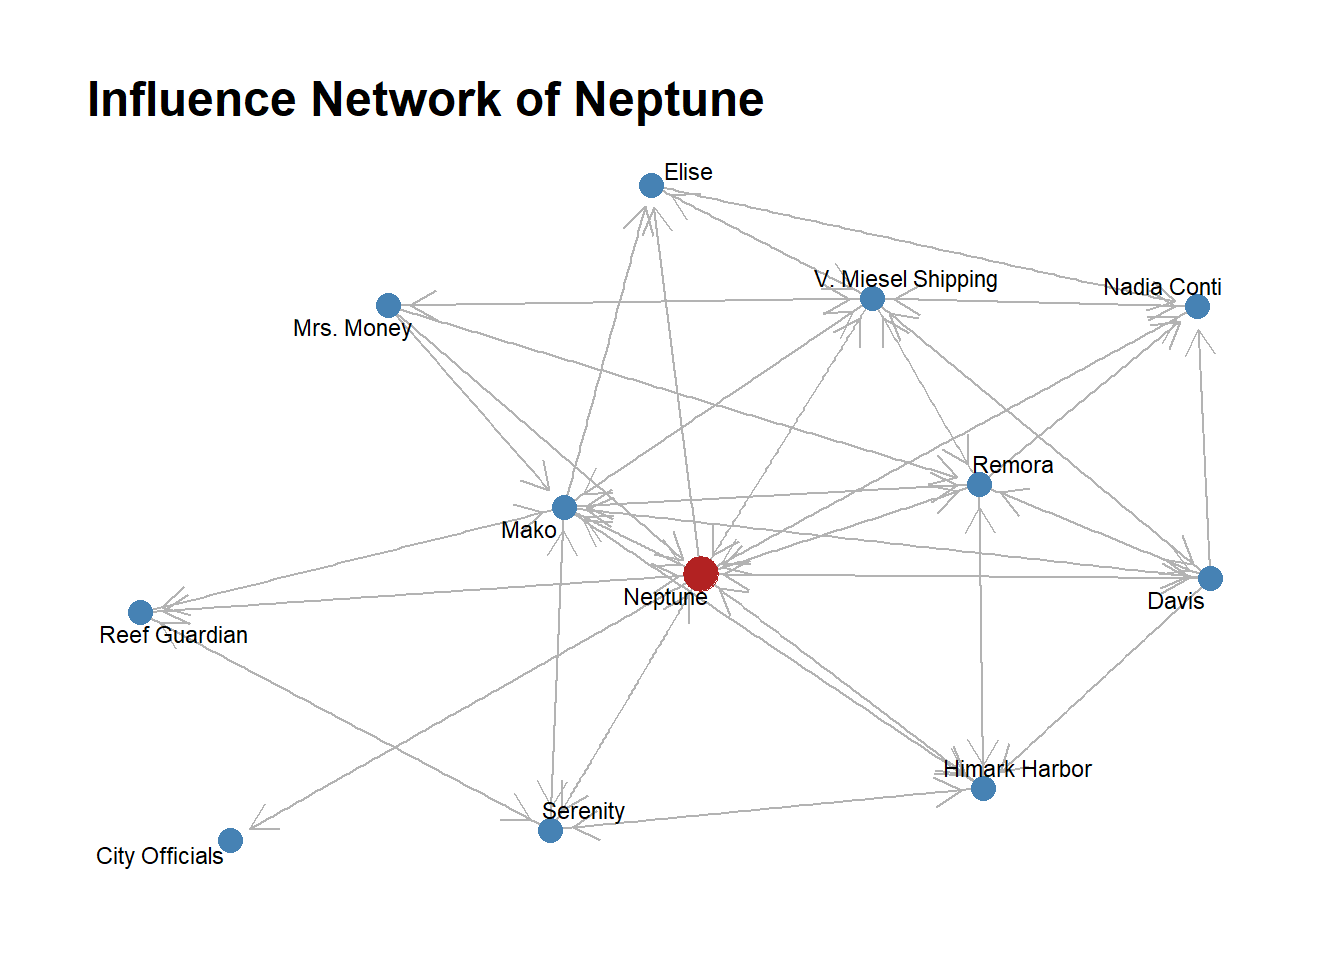 Influence Network of Neptune
Elise
V. Miesel Shipping
Nadia Conti
Mrs. Money
Remora
Mako
Neptune
Davis
Reef Guardian
Himark Harbor
Serenity
City Officials